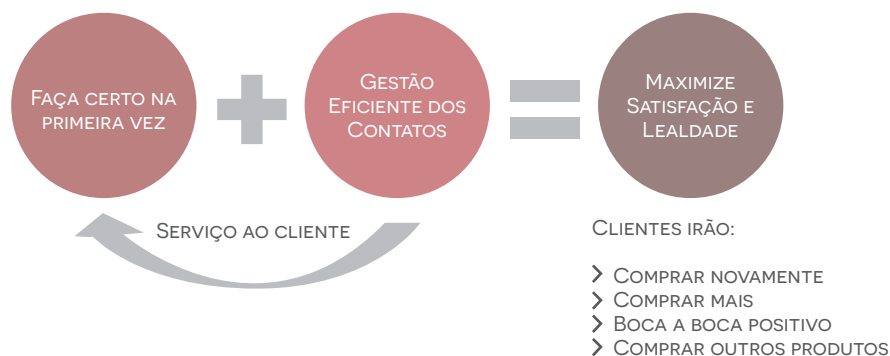 Faça certo na
primeira vez
Gestão
Eficiente dos
Contatos
Maximize
Satisfação e
Lealdade
Serviço ao cliente
Clientes irão:
Comprar novamente
Comprar mais
Boca a boca positivo
Comprar outros produtos